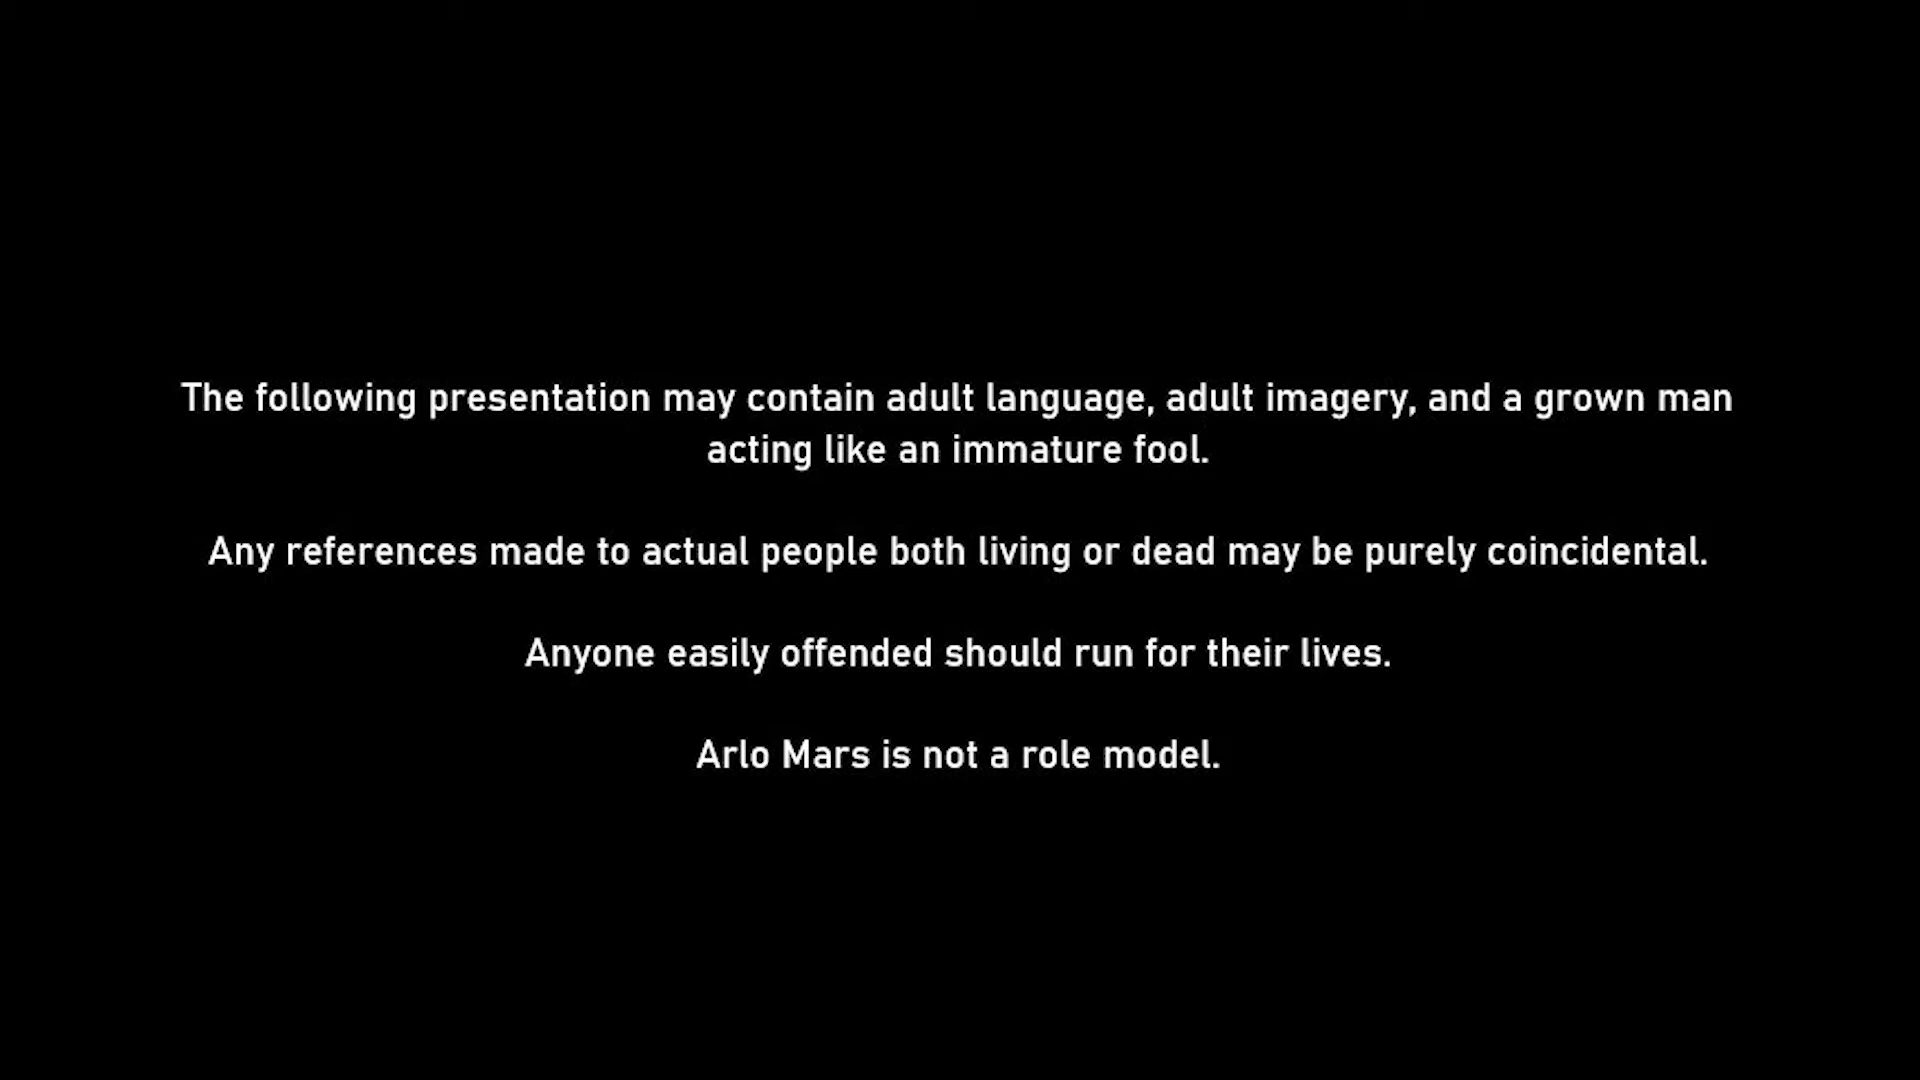 The following presentation may contain adult language, adult imagery, and a grown man
acting like an immature fool.
Any references made to actual people both living or dead may be purely coincidental.
Anyone easily offended should run for their lives.
Arlo Mars is not a role model.